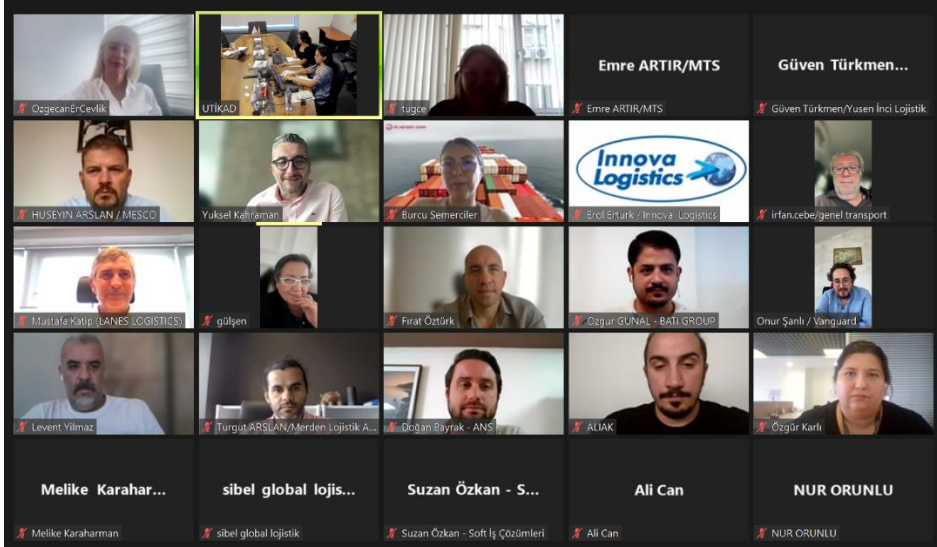 OzgecanErCevlik
UTİKAD
tugce
Emre ARTIR/MTS
Emre ARTIR/MTS
Güven Türkmen...
Güven Türkmen/Yusen İnci Lojistik
HUSEYIN ARSLAN / MESCO
Yuksel Kahraman
Burcu Semerciler
Innova
Logistics
Erol Erturk / Innova Logistics
irfan.cebe/genel transport
Mustafa Katip (LANES LOGISTICS)
gülşen
Fırat Öztürk
Ozgur GUNAL - BATI GROUP
Onur Şanlı / Vanguard
Levent Yilmaz
Turgut ARSLAN/Merden Lojistik A...
Doğan Bayrak - ANS
ALIAK
Özgür Karlı
Melike Karahar...
Melike Karaharman
sibel global lojis...
sibel global lojistik
Suzan Özkan - S...
Suzan Özkan - Soft İş Çözümleri
Ali Can
Ali Can
NUR ORUNLU
NUR ORUNLU